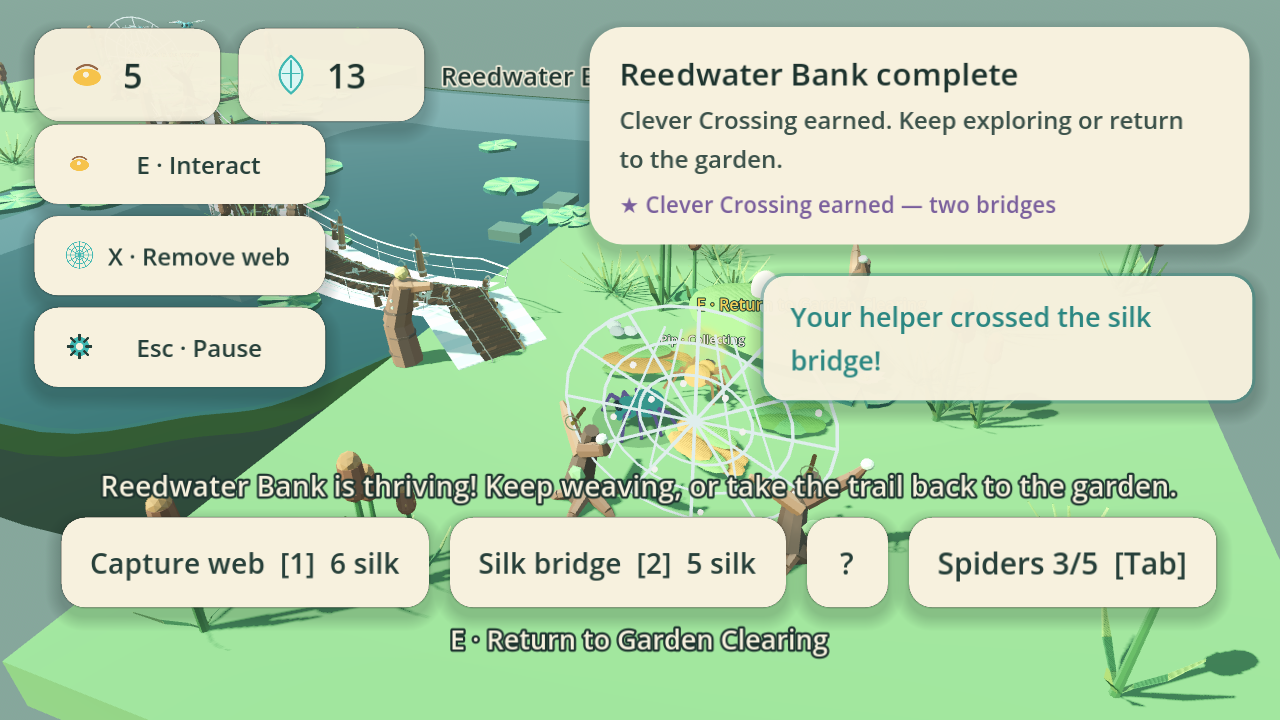 5
13
Reedwater
Reedwater Bank complete
Clever Crossing earned. Keep exploring or return
to the garden.
★ Clever Crossing earned — two bridges
E · Interact
X · Remove web
Esc · Pause
E · Return
Your helper crossed the silk
bridge!
Reedwater Bank is thriving! Keep weaving, or take the trail back to the garden.
Capture web [1] 6 silk
Silk bridge [2] 5 silk
?
Spiders 3/5 [Tab]
E · Return to Garden Clearing